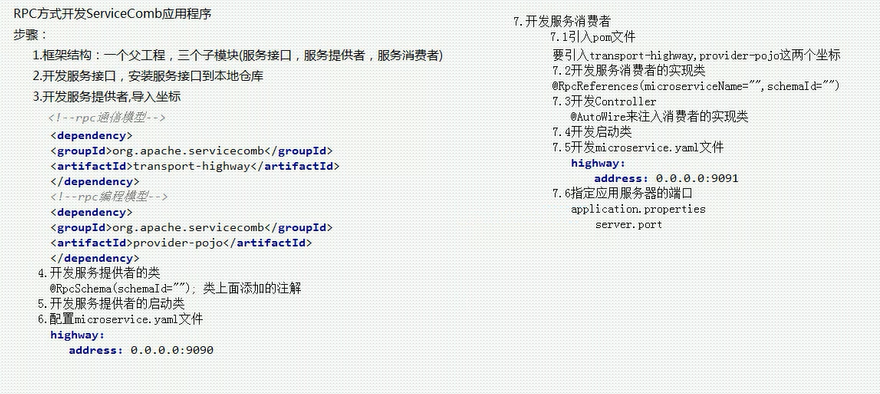 RPC方式开发ServiceComb应用程序
步骤：
1.框架结构：一个父工程，三个子模块(服务接口，服务提供者，服务消费者)
2.开发服务接口，安装服务接口到本地仓库
3.开发服务提供者,导入坐标
<!--rpc通信模型-->
<dependency>
<groupId>org.apache.servicecomb</groupId>
<artifactId>transport-highway</artifactId>
</dependency>
<!--rpc编程模型-->
<dependency>
<groupId>org.apache.servicecomb</groupId>
<artifactId>provider-pojo</artifactId>
</dependency>
4.开发服务提供者的类
@RpcSchema(schemaId=""); 类上面添加的注解
5.开发服务提供者的启动类
6.配置microservice.yaml文件
highway:
address: 0.0.0.0:9090
7.开发服务消费者
7.1引入pom文件
要引入transport-highway,provider-pojo这两个坐标
7.2开发服务消费者的实现类
@RpcReferences(microserviceName="",schemaId="")
7.3开发Controller
@AutoWire来注入消费者的实现类
7.4开发启动类
7.5开发microservice.yaml文件
highway:
address: 0.0.0.0:9091
7.6指定应用服务器的端口
application.properties
server.port